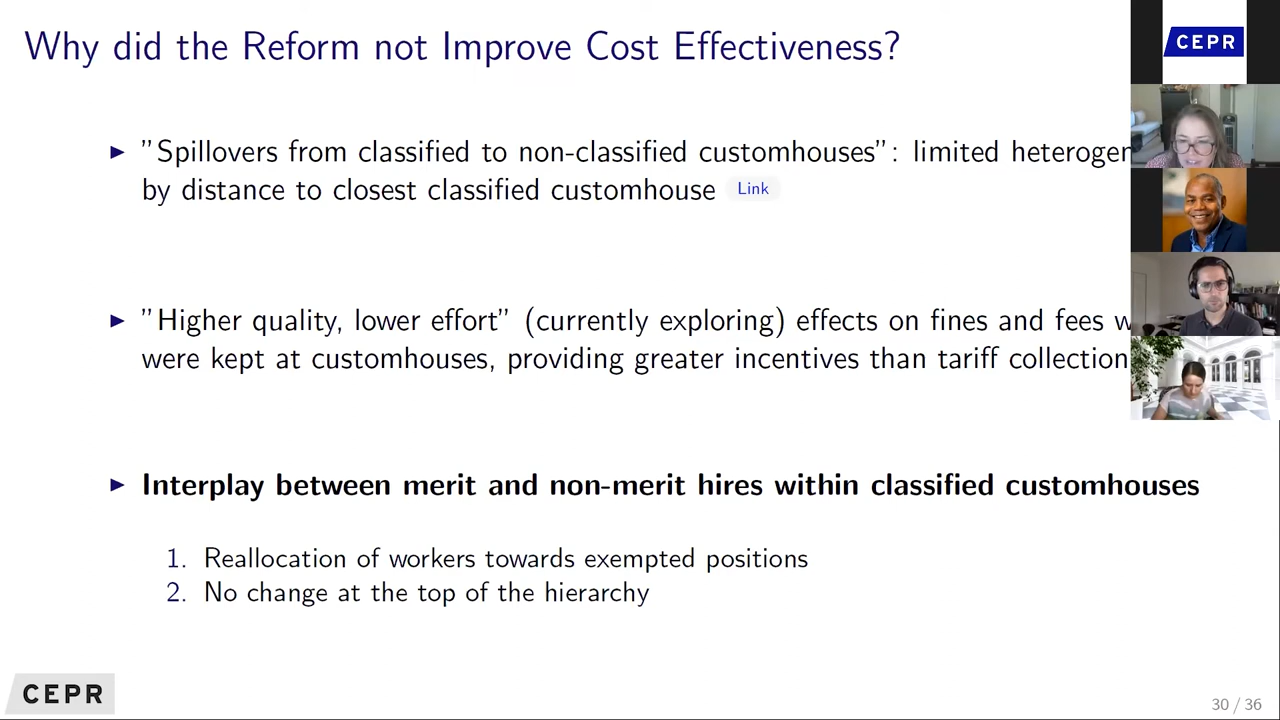 Why did the Reform not Improve Cost Effectiveness?
CEPR
▶ "Spillovers from classified to non-classified customhouses": limited
by distance to closest classified customhouse Link
▶ "Higher quality, lower effort" (currently exploring) effects on fines and fees
were kept at customhouses, providing greater incentives than tariff collection
▶ Interplay between merit and non-merit hires within classified customhouses
1. Reallocation of workers towards exempted positions
2. No change at the top of the hierarchy
CEPR
30 / 36